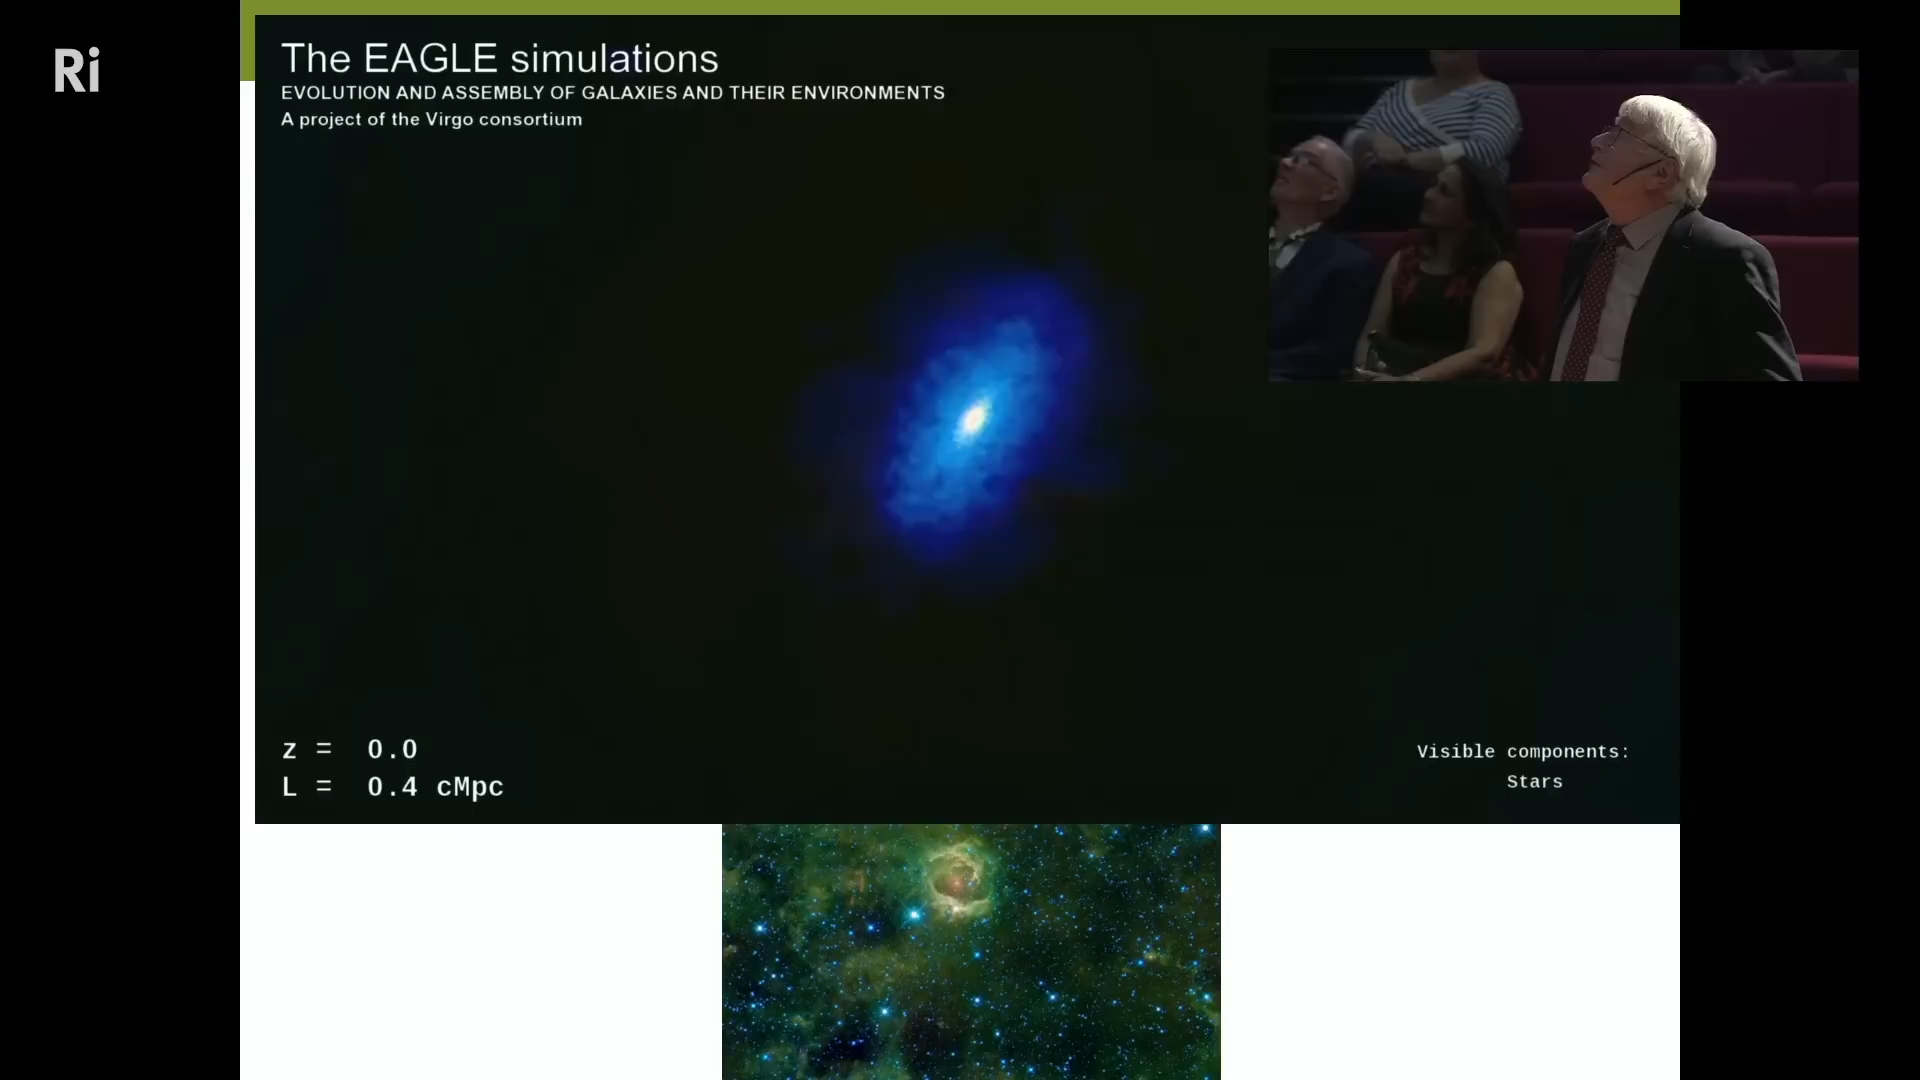 Ri
The EAGLE simulations
EVOLUTION AND ASSEMBLY OF GALAXIES AND THEIR ENVIRONMENTS
A project of the Virgo consortium
z = 0.0
L = 0.4 cMpc
Visible components:
Stars